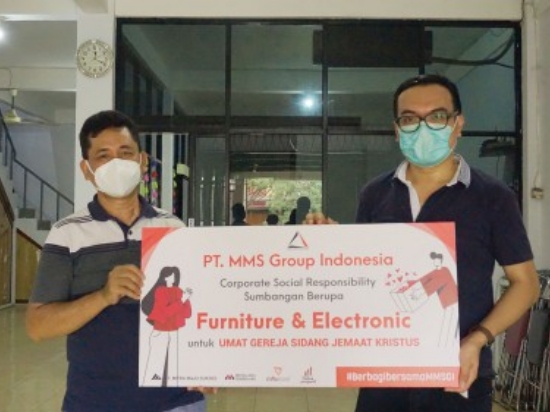 PT. MMS Group Indonesia
Corporate Social Responsibility
Sumbangan Berupa
Furniture & Electronic
untuk UMAT GEREJA SIDANG JEMAAT KRISTUS
#BerbagibersamaMMSGI